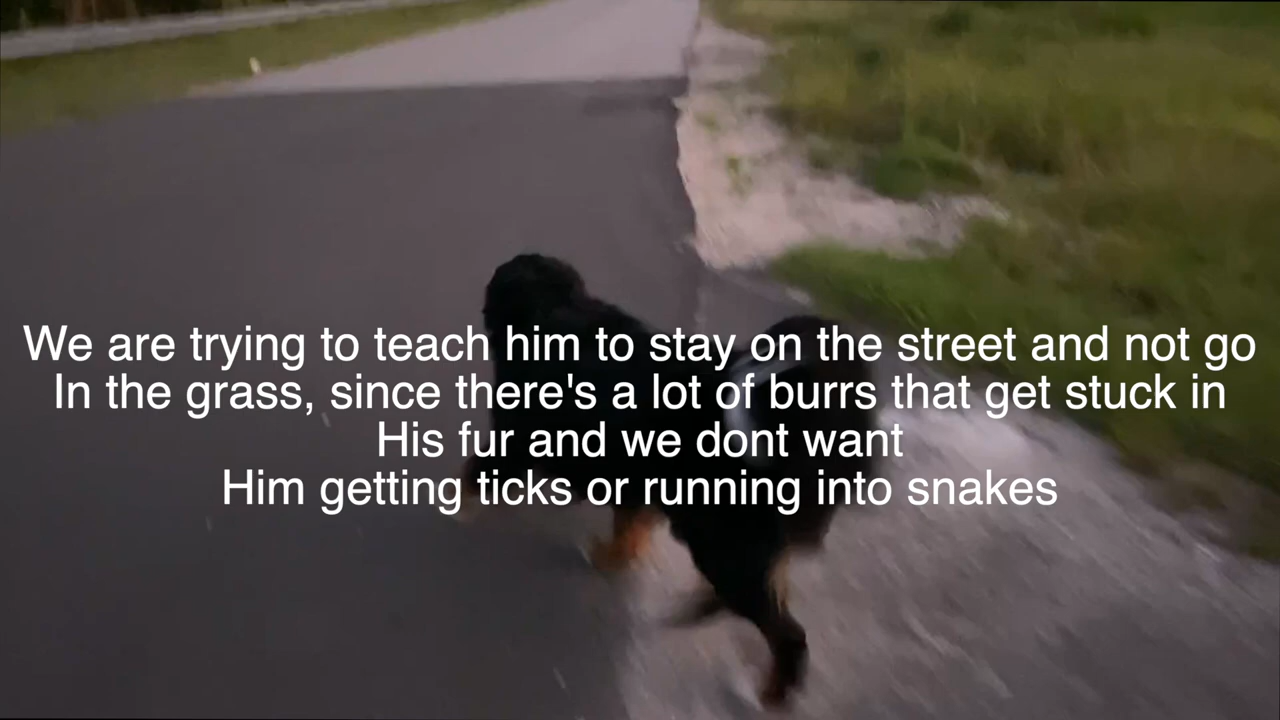 We are trying to teach him to stay on the street and not go
In the grass, since there's a lot of burrs that get stuck in
His fur and we dont want
Him getting ticks or running into snakes